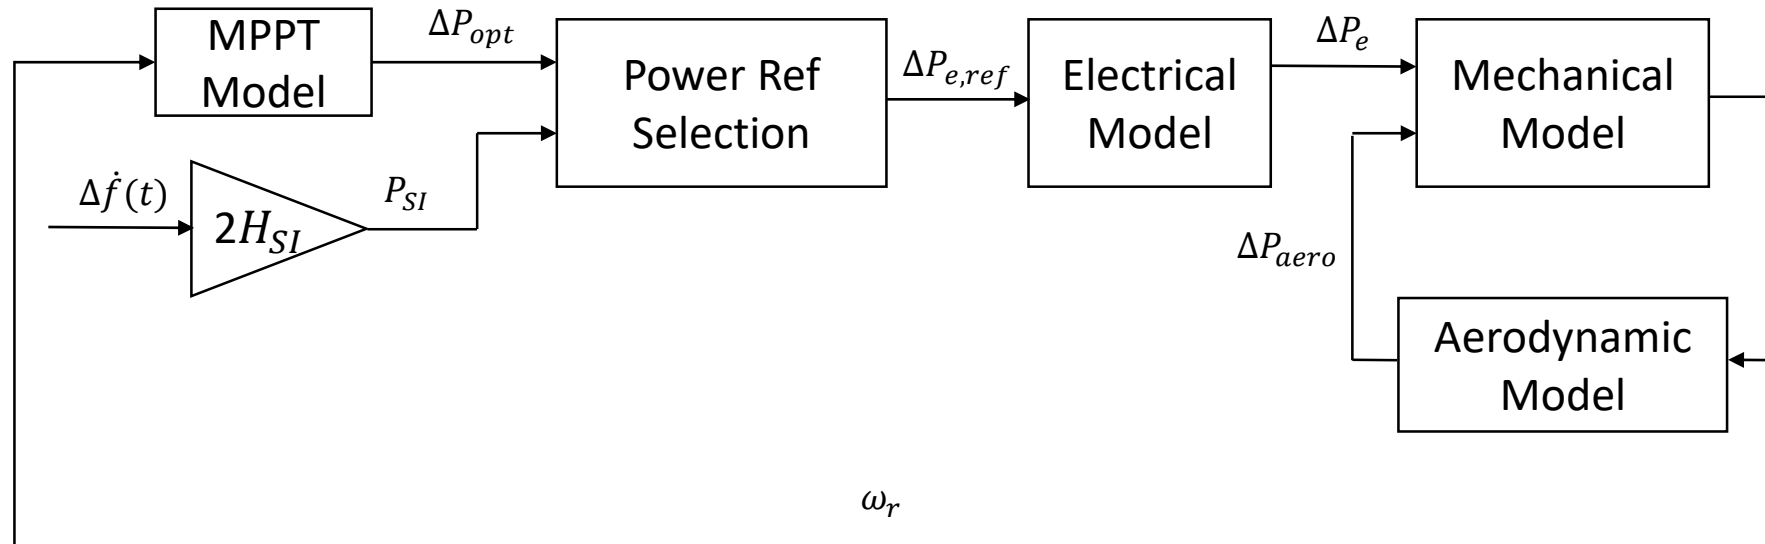 MPPT
Model
ΔP_opt
Power Ref
Selection
ΔP_e,ref
Electrical
Model
ΔP_e
Mechanical
Model
Δḟ(t)
2H_SI
P_SI
ΔP_aero
Aerodynamic
Model
ω_r